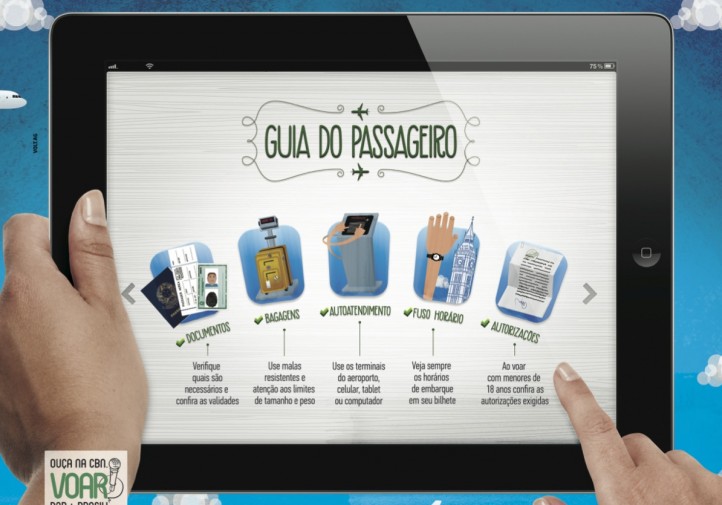 75%
VOLTAG
GUIA DO PASSAGEIRO
DOCUMENTOS
Verifique
quais são
necessários e
confira as validades
BAGAGENS
Use malas
resistentes e
atenção aos limites
de tamanho e peso
AUTOATENDIMENTO
Use os terminais
do aeroporto,
celular, tablet
ou computador
FUSO HORÁRIO
Veja sempre
os horários
de embarque
em seu bilhete
AUTORIZAÇÕES
Ao voar
com menores de
18 anos confira as
autorizações exigidas
OUÇA NA CBN
VOAR